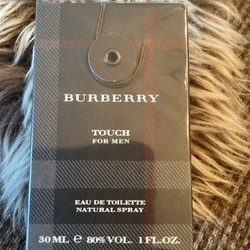 BURBERRY
TOUCH
FOR MEN
EAU DE TOILETTE
NATURAL SPRAY
30 ML ℮ 80% VOL. 1 FL.OZ.